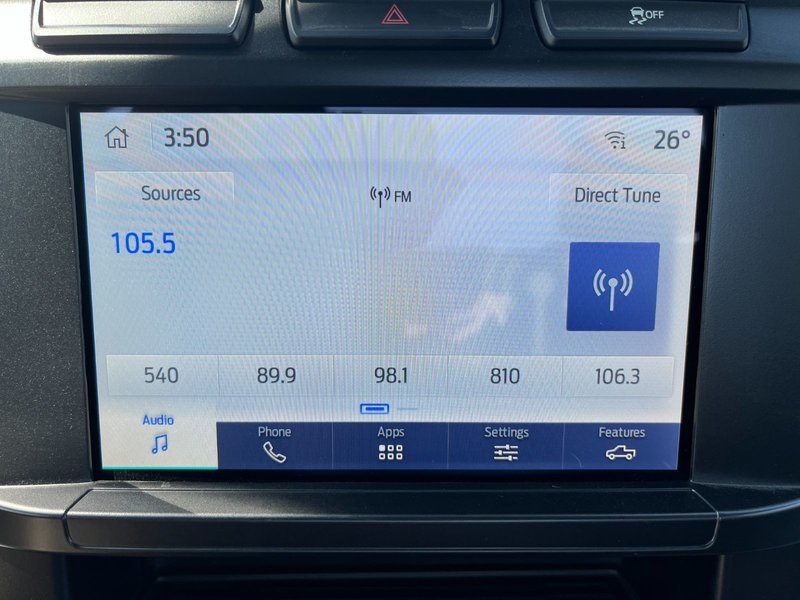 OFF
3:50
26°
Sources
FM
Direct Tune
105.5
540
89.9
98.1
810
106.3
Audio
Phone
Apps
Settings
Features